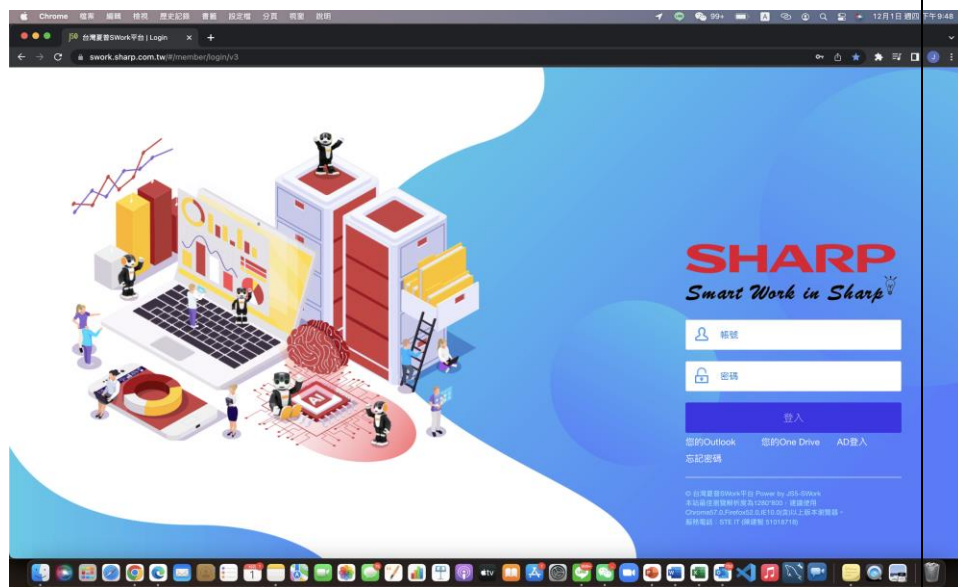 Chrome 檔案 編輯 檢視 歷史記錄 書籤 設定檔 分頁 視窗 說明 99+ A 12月1日 週四 下午9:48
台灣夏普SWork平台 | Login
swork.sharp.com.tw/#/member/login/v3
J
SHARP
Smart Work in Sharp
帳號
密碼
登入
您的Outlook 您的One Drive AD登入
忘記密碼
© 台灣夏普SWork平台 Power by JSS-SWork
本站最佳瀏覽解析度為1280*800，建議使用
Chrome57.0,Firefox52.0,IE10.0(含)以上版本瀏覽器。
服務電話：STE IT
AI
tv